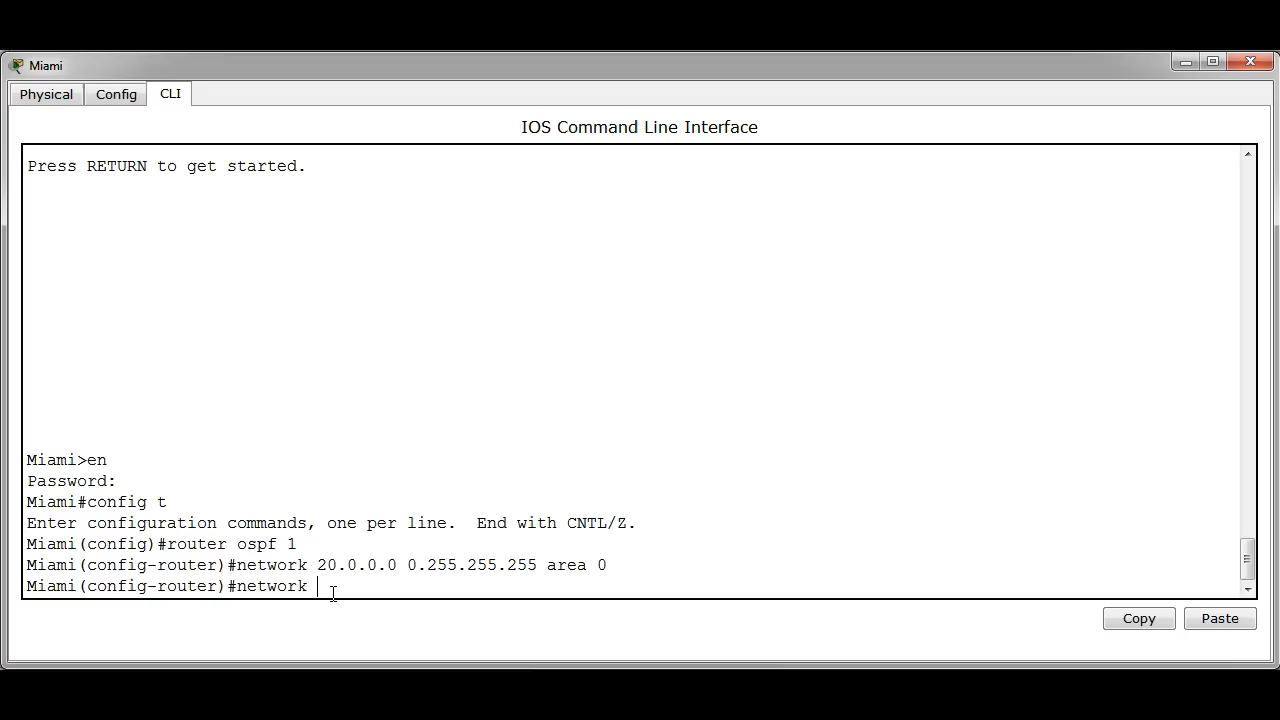 Miami
Physical Config CLI
IOS Command Line Interface
Press RETURN to get started.
Miami>en
Password:
Miami#config t
Enter configuration commands, one per line.  End with CNTL/Z.
Miami(config)#router ospf 1
Miami(config-router)#network 20.0.0.0 0.255.255.255 area 0
Miami(config-router)#network
Copy Paste